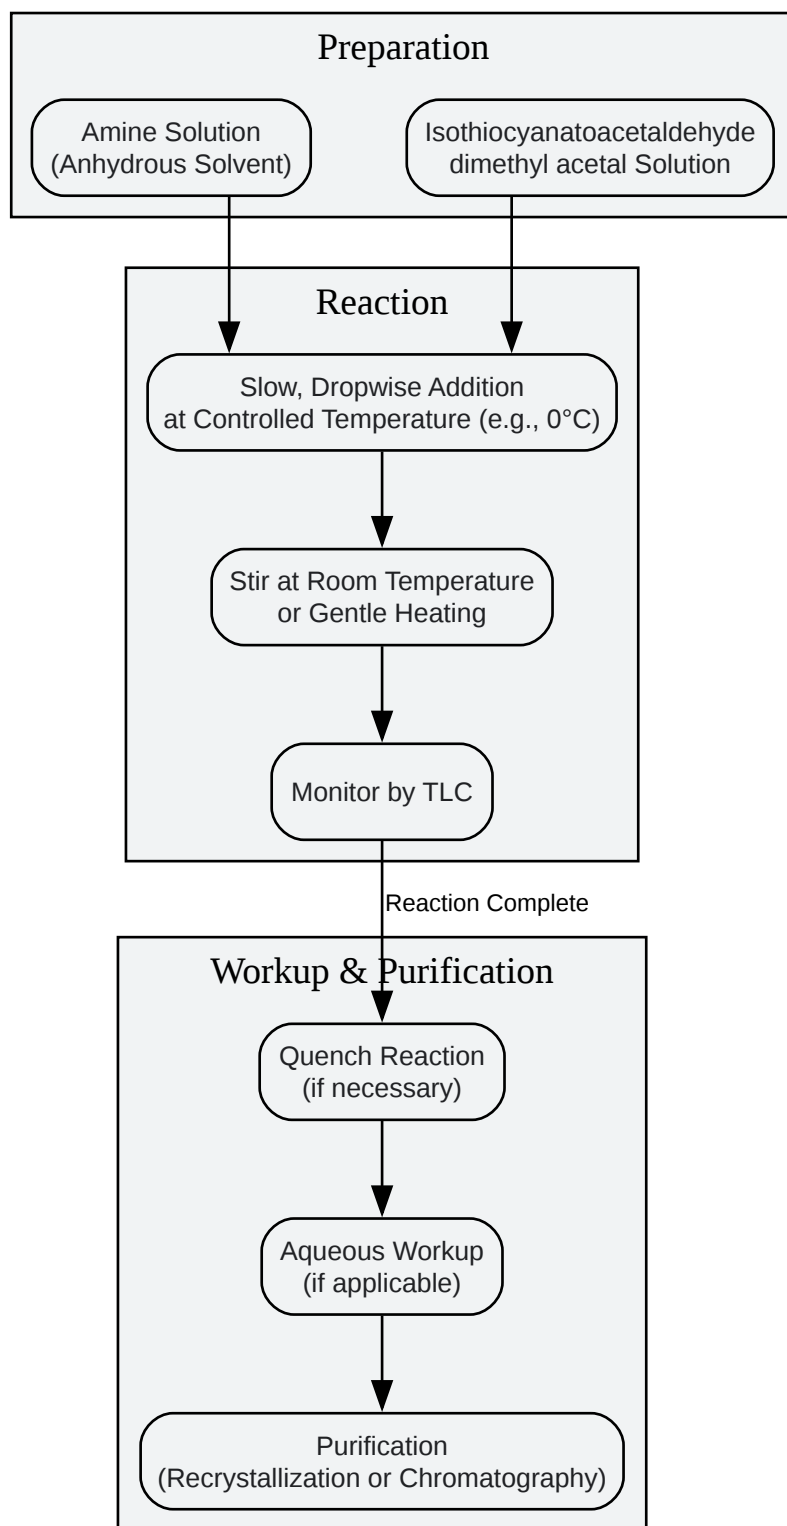 Preparation
Amine Solution
(Anhydrous Solvent)
Isothiocyanatoacetaldehyde
dimethyl acetal Solution
Reaction
Slow, Dropwise Addition
at Controlled Temperature (e.g., 0°C)
Stir at Room Temperature
or Gentle Heating
Monitor by TLC
Reaction Complete
Workup & Purification
Quench Reaction
(if necessary)
Aqueous Workup
(if applicable)
Purification
(Recrystallization or Chromatography)